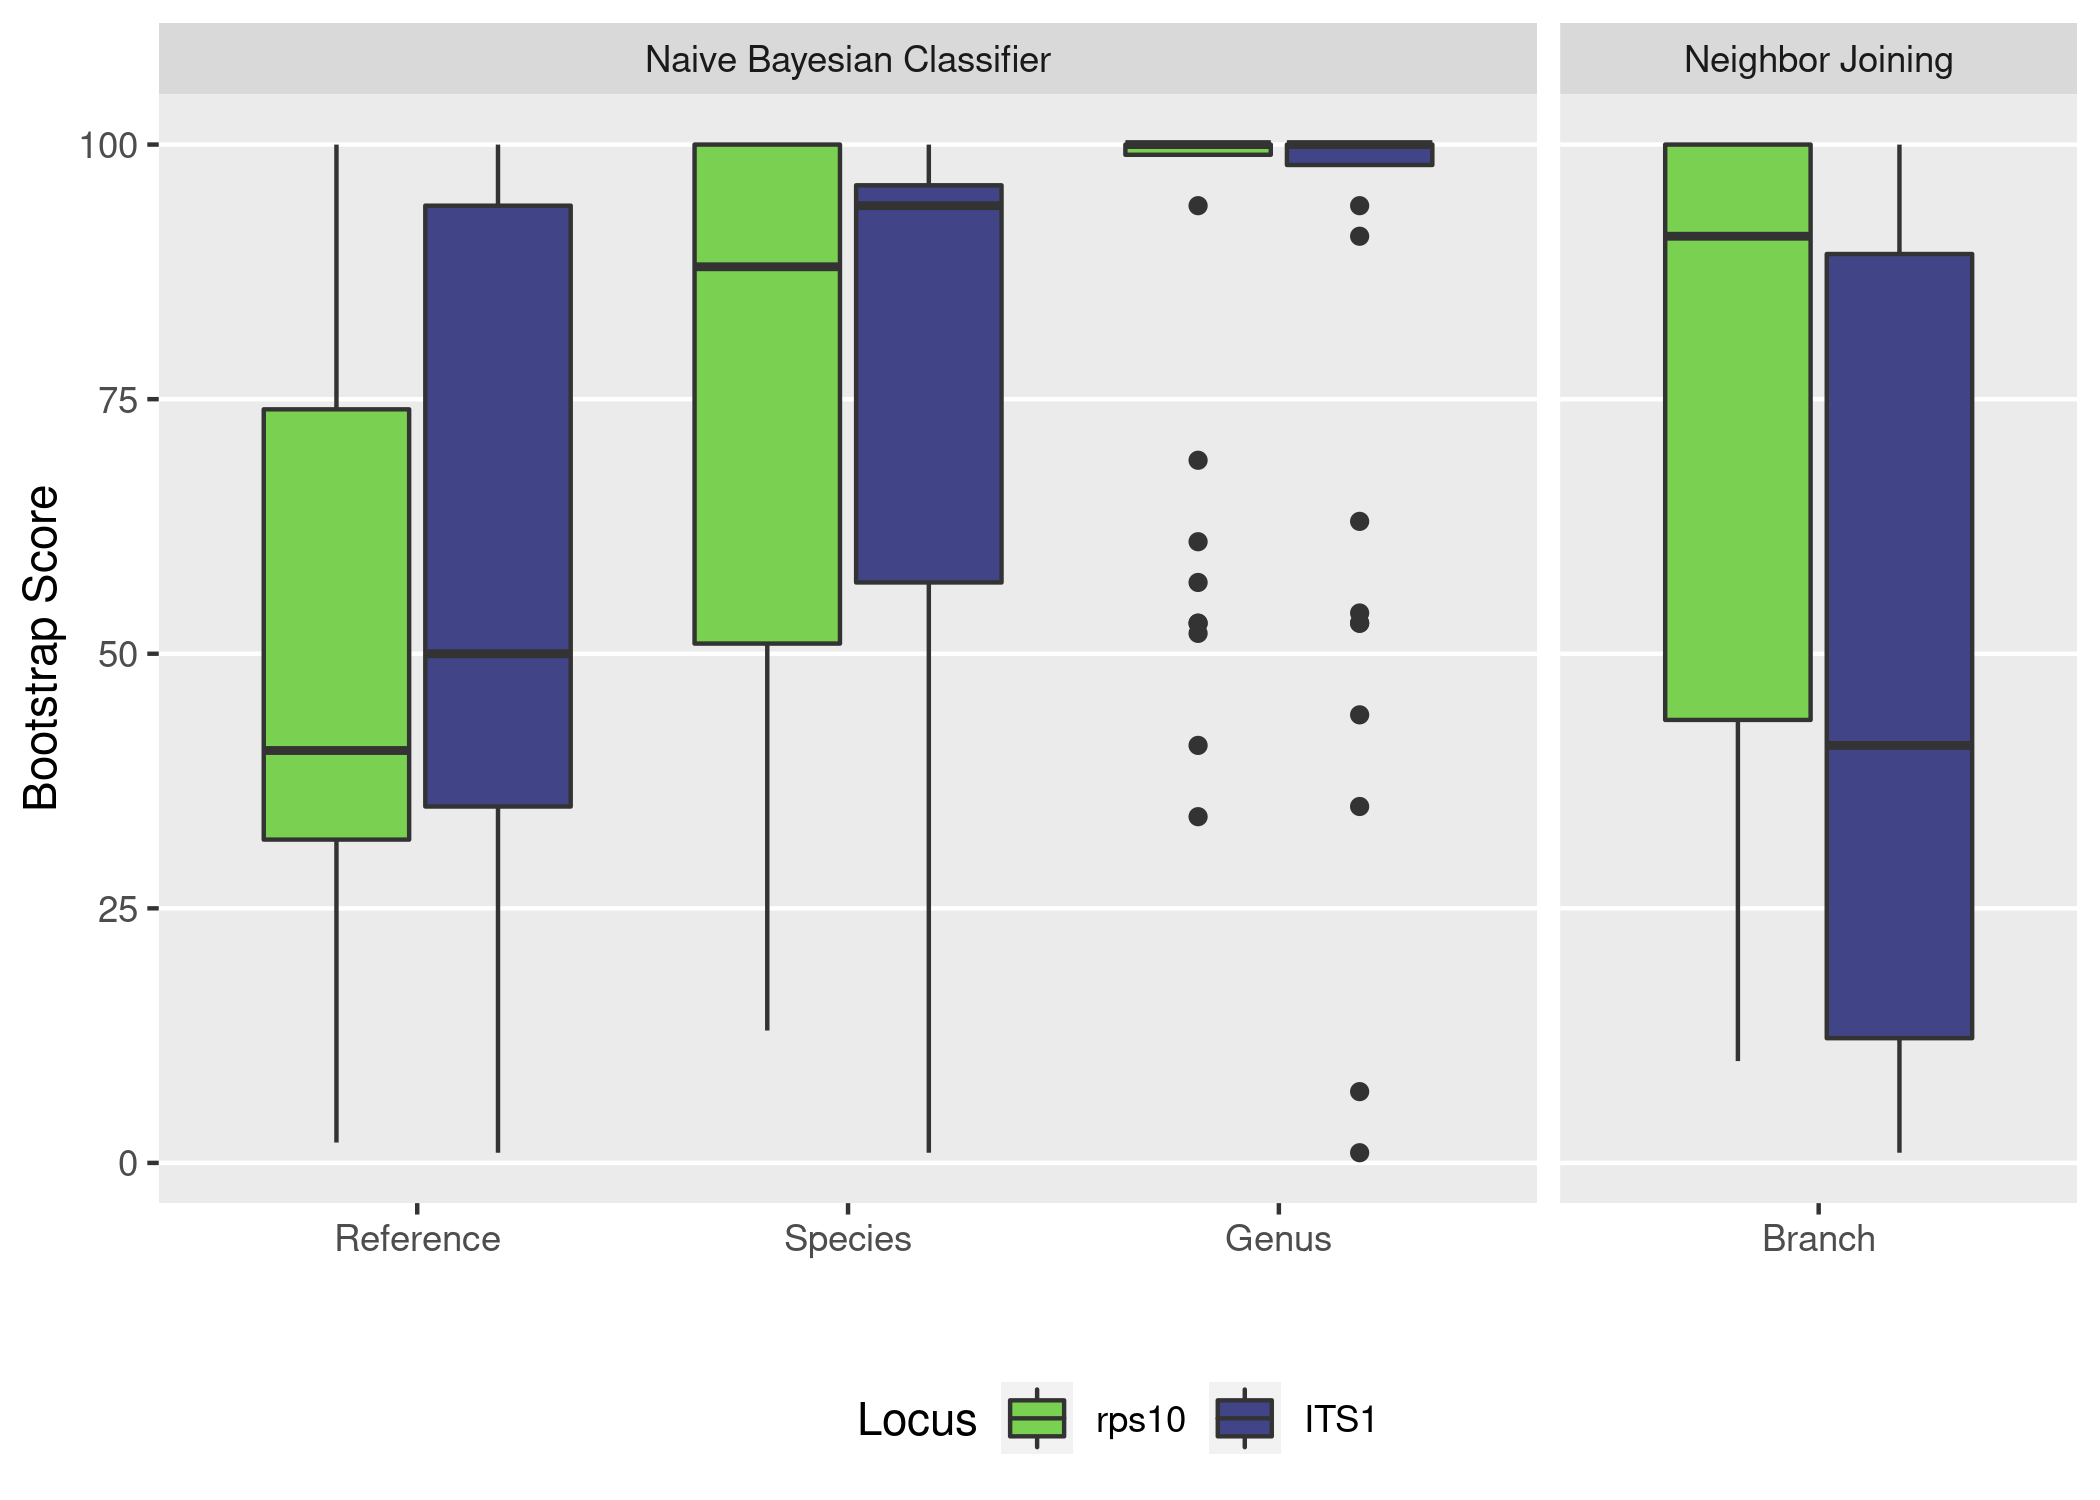 Naive Bayesian Classifier
Neighbor Joining
100
75
50
25
0
Bootstrap Score
Reference
Species
Genus
Branch
Locus
rps10
ITS1